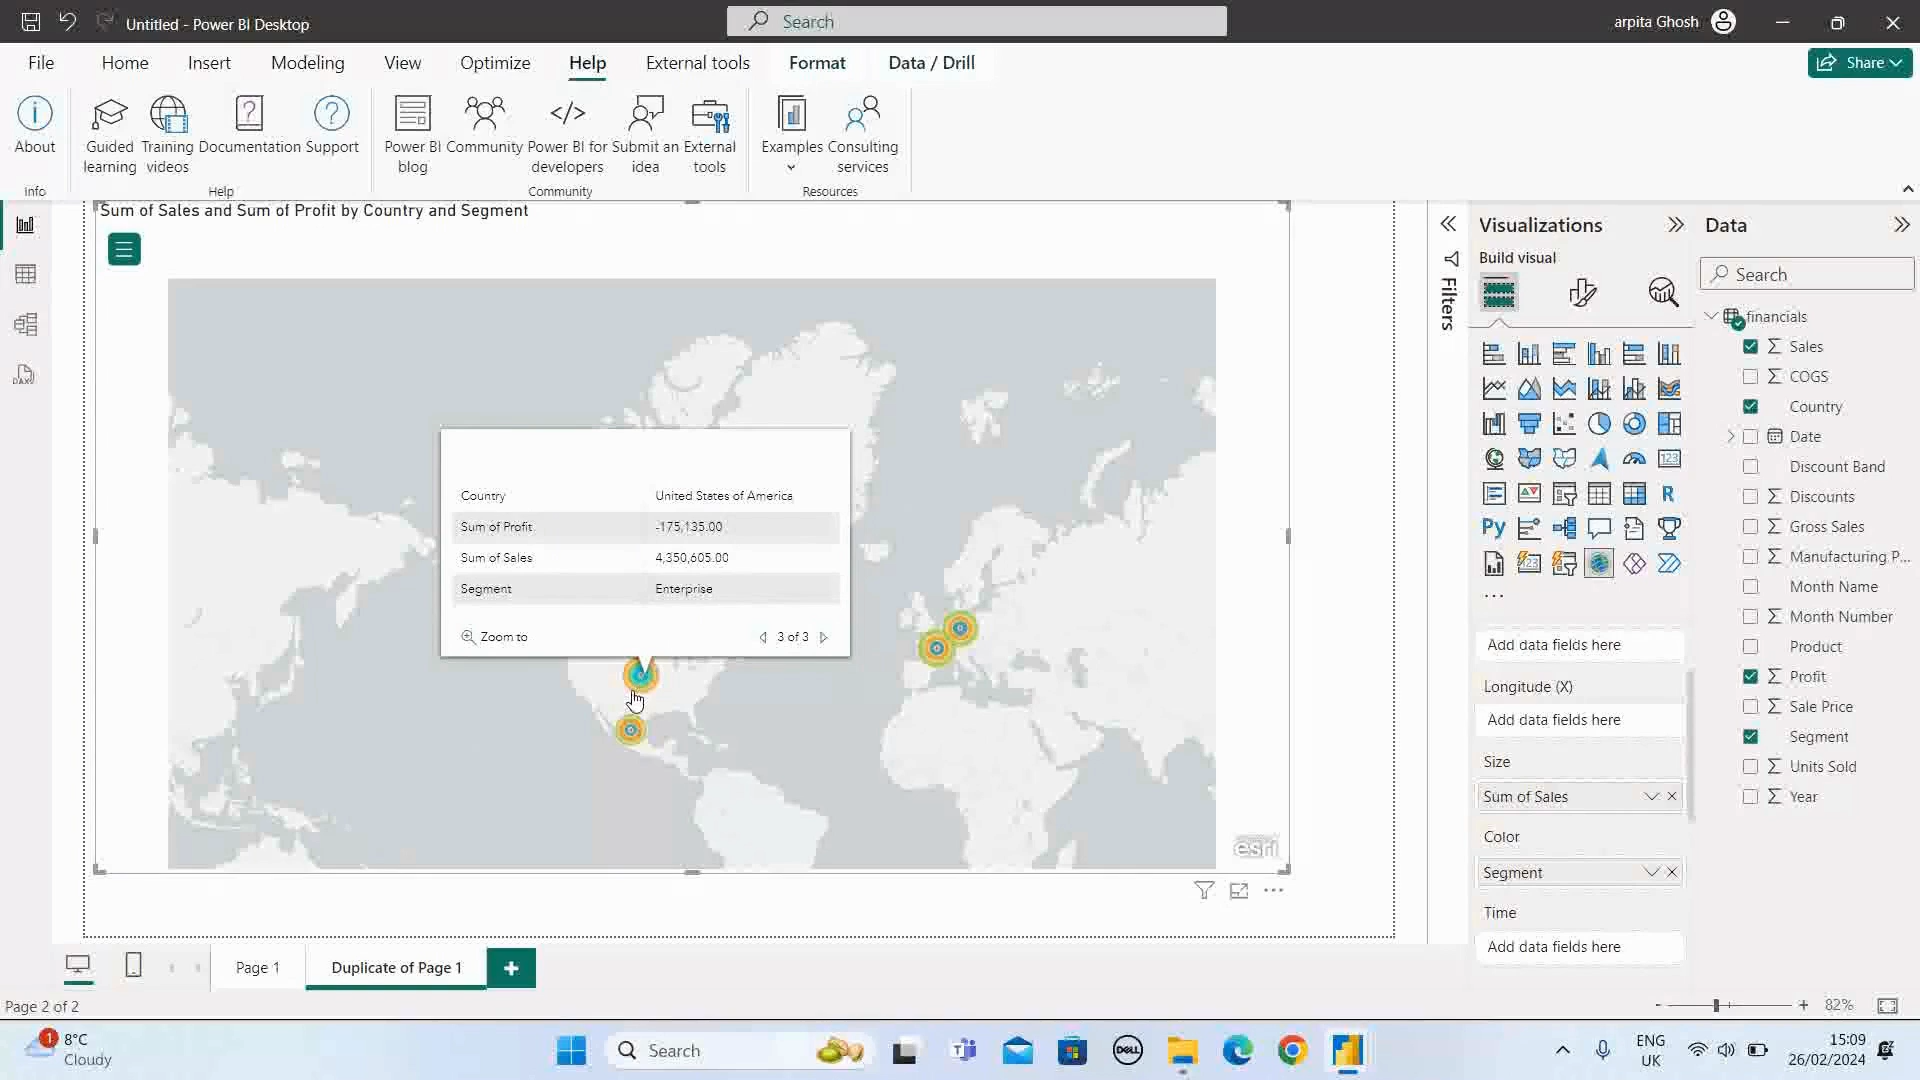 Untitled - Power BI Desktop
Search
arpita Ghosh
File
Home
Insert
Modeling
View
Optimize
Help
External tools
Format
Data / Drill
Share
About
Guided learning
Training videos
Documentation
Support
Power BI blog
Community
Power BI for developers
Submit an idea
External tools
Examples
Consulting services
Info
Help
Community
Resources
Sum of Sales and Sum of Profit by Country and Segment
Country United States of America
Sum of Profit -175,135.00
Sum of Sales 4,350,605.00
Segment Enterprise
Zoom to
3 of 3
esri
Filters
Visualizations
Build visual
123
R
Py
123
...
Add data fields here
Longitude (X)
Add data fields here
Size
Sum of Sales
Color
Segment
Time
Add data fields here
Data
Search
financials
Sales
COGS
Country
Date
Discount Band
Discounts
Gross Sales
Manufacturing P...
Month Name
Month Number
Product
Profit
Sale Price
Segment
Units Sold
Year
DAX
Page 1
Duplicate of Page 1
Page 2 of 2
82%
1
8°C
Cloudy
Search
DELL
ENG
UK
15:09
26/02/2024